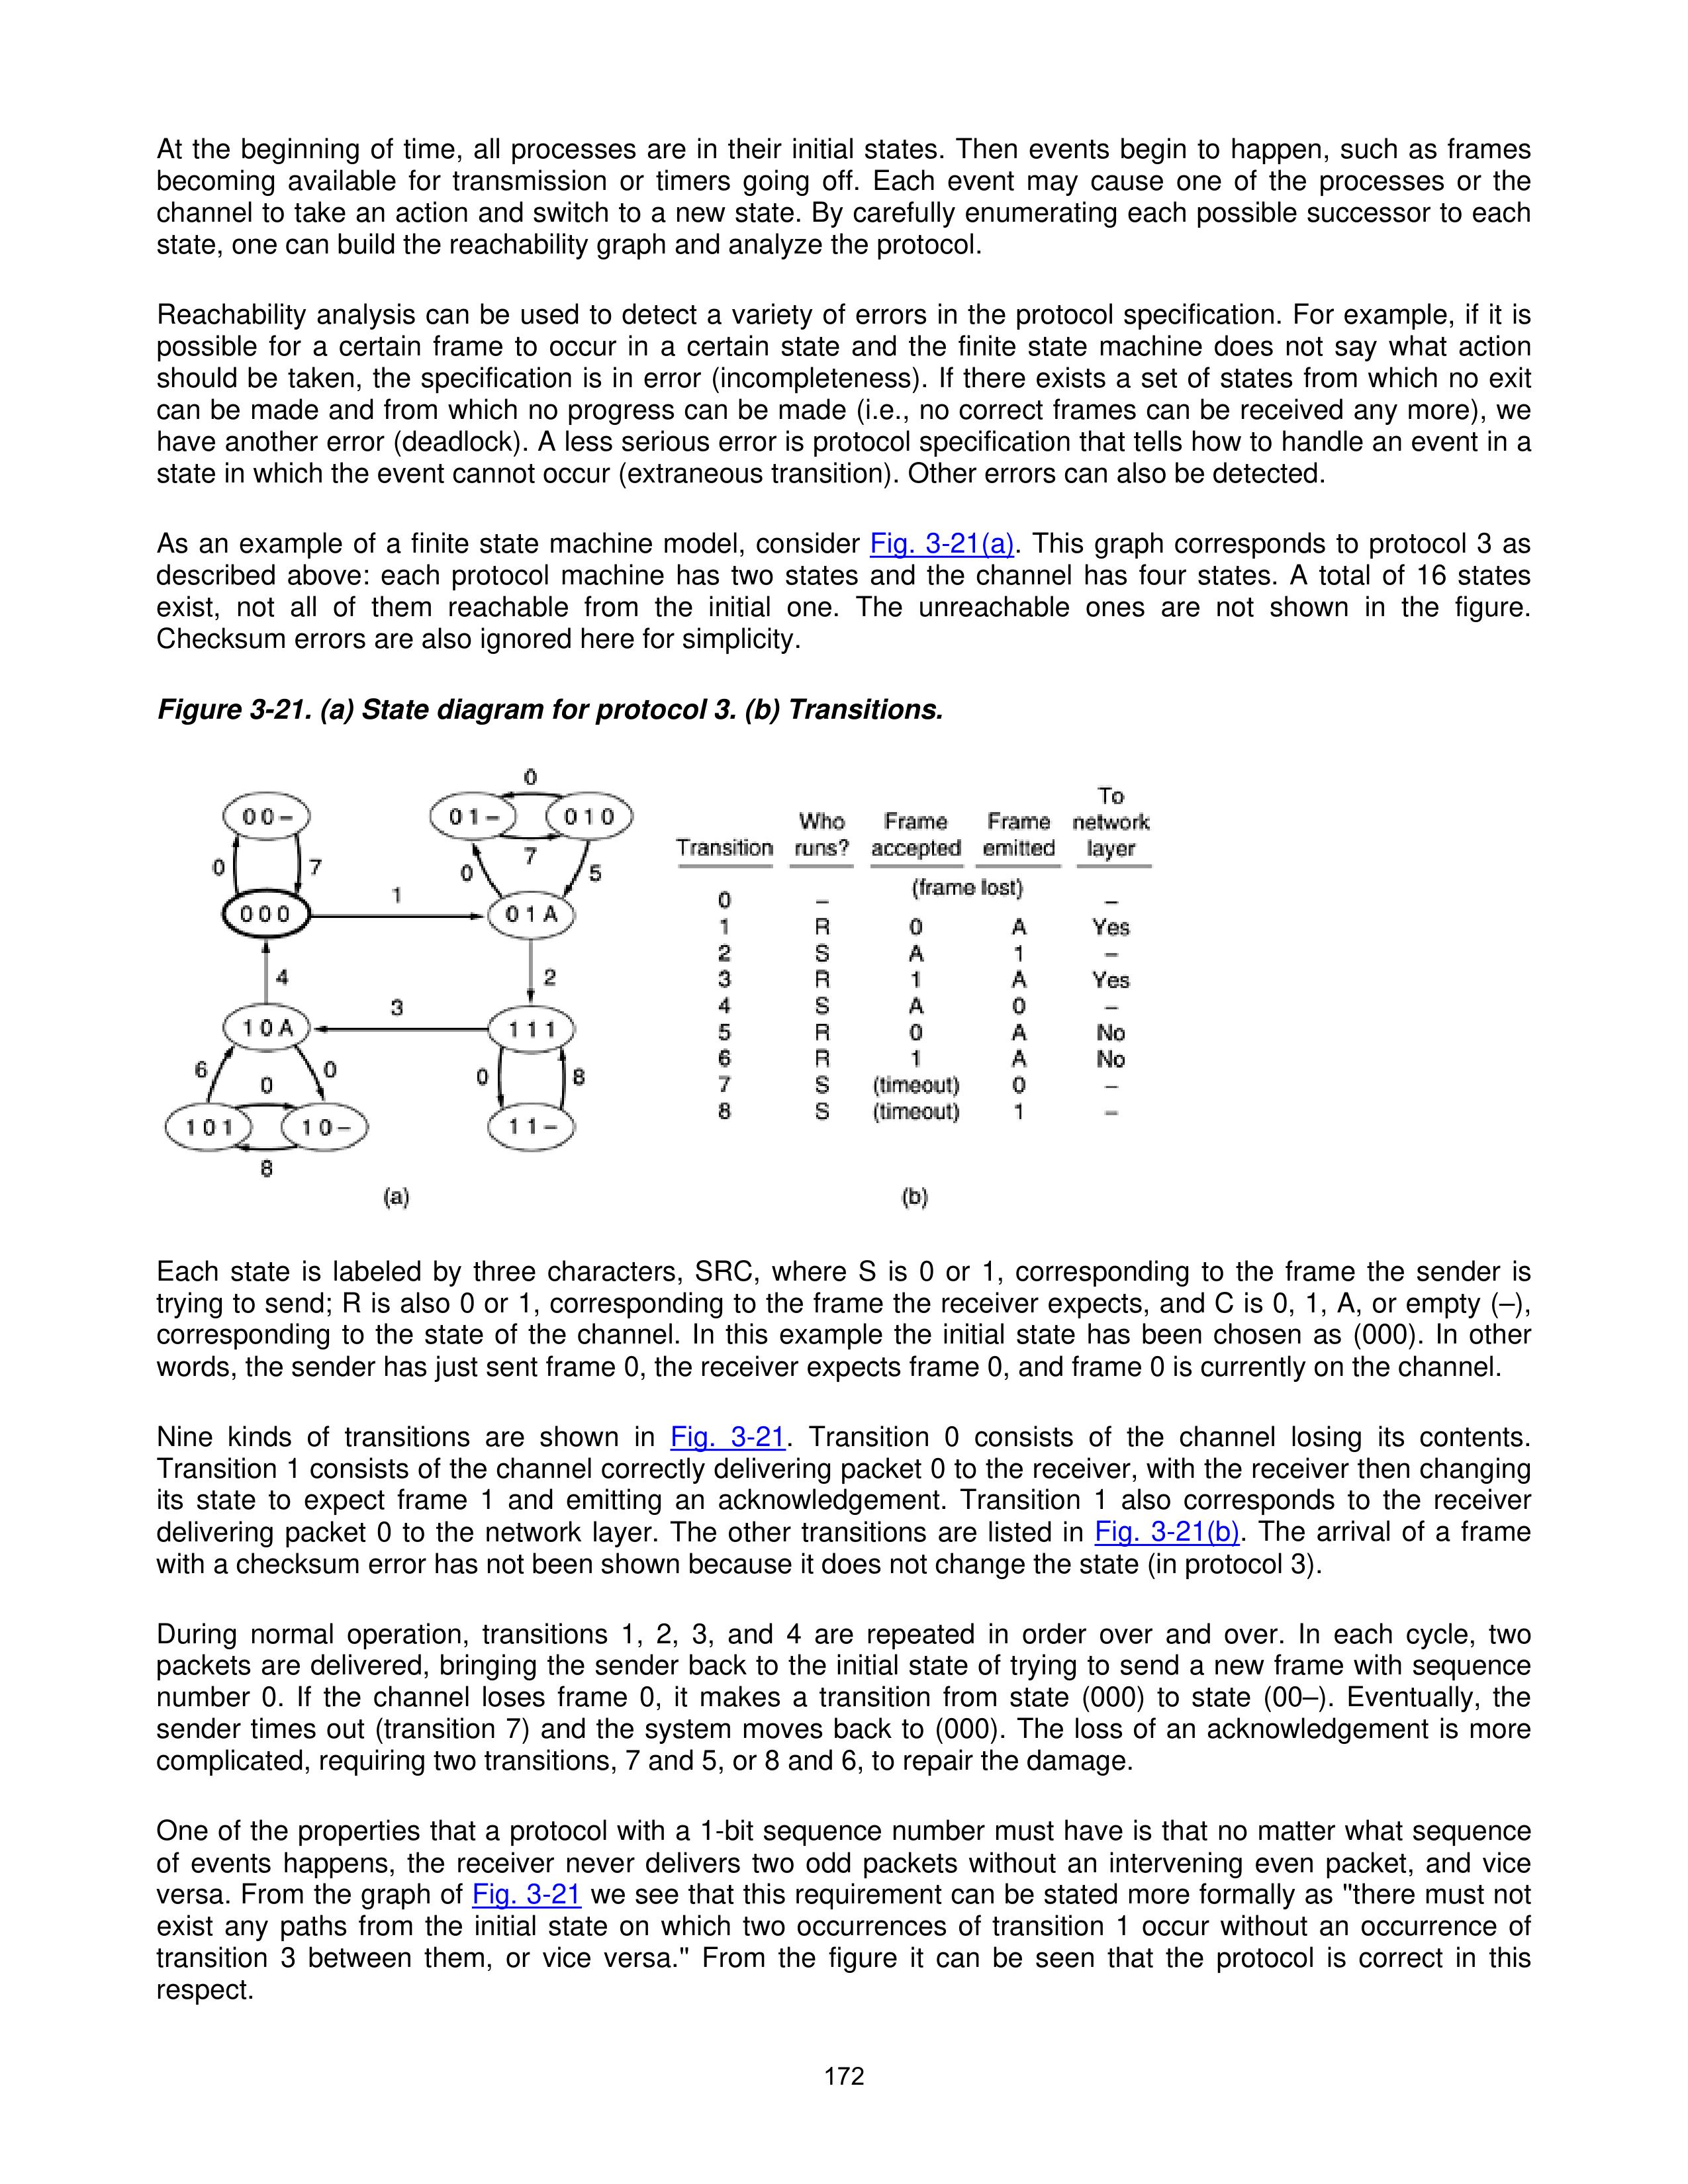 At the beginning of time, all processes are in their initial states. Then events begin to happen, such as frames
becoming available for transmission or timers going off. Each event may cause one of the processes or the
channel to take an action and switch to a new state. By carefully enumerating each possible successor to each
state, one can build the reachability graph and analyze the protocol.
Reachability analysis can be used to detect a variety of errors in the protocol specification. For example, if it is
possible for a certain frame to occur in a certain state and the finite state machine does not say what action
should be taken, the specification is in error (incompleteness). If there exists a set of states from which no exit
can be made and from which no progress can be made (i.e., no correct frames can be received any more), we
have another error (deadlock). A less serious error is protocol specification that tells how to handle an event in a
state in which the event cannot occur (extraneous transition). Other errors can also be detected.
As an example of a finite state machine model, consider Fig. 3-21(a). This graph corresponds to protocol 3 as
described above: each protocol machine has two states and the channel has four states. A total of 16 states
exist, not all of them reachable from the initial one. The unreachable ones are not shown in the figure.
Checksum errors are also ignored here for simplicity.
Figure 3-21. (a) State diagram for protocol 3. (b) Transitions.
0
00– 01– 010
0 7 0 7 5
1
000 01A
4 2
3
10A 111
6 0 0 0 8
101 10– 11–
8
(a)
To
Who Frame Frame network
Transition runs? accepted emitted layer
0 – (frame lost) –
1 R 0 A Yes
2 S A 1 –
3 R 1 A Yes
4 S A 0 –
5 R 0 A No
6 R 1 A No
7 S (timeout) 0 –
8 S (timeout) 1 –
(b)
Each state is labeled by three characters, SRC, where S is 0 or 1, corresponding to the frame the sender is
trying to send; R is also 0 or 1, corresponding to the frame the receiver expects, and C is 0, 1, A, or empty (–),
corresponding to the state of the channel. In this example the initial state has been chosen as (000). In other
words, the sender has just sent frame 0, the receiver expects frame 0, and frame 0 is currently on the channel.
Nine kinds of transitions are shown in Fig. 3-21. Transition 0 consists of the channel losing its contents.
Transition 1 consists of the channel correctly delivering packet 0 to the receiver, with the receiver then changing
its state to expect frame 1 and emitting an acknowledgement. Transition 1 also corresponds to the receiver
delivering packet 0 to the network layer. The other transitions are listed in Fig. 3-21(b). The arrival of a frame
with a checksum error has not been shown because it does not change the state (in protocol 3).
During normal operation, transitions 1, 2, 3, and 4 are repeated in order over and over. In each cycle, two
packets are delivered, bringing the sender back to the initial state of trying to send a new frame with sequence
number 0. If the channel loses frame 0, it makes a transition from state (000) to state (00–). Eventually, the
sender times out (transition 7) and the system moves back to (000). The loss of an acknowledgement is more
complicated, requiring two transitions, 7 and 5, or 8 and 6, to repair the damage.
One of the properties that a protocol with a 1-bit sequence number must have is that no matter what sequence
of events happens, the receiver never delivers two odd packets without an intervening even packet, and vice
versa. From the graph of Fig. 3-21 we see that this requirement can be stated more formally as "there must not
exist any paths from the initial state on which two occurrences of transition 1 occur without an occurrence of
transition 3 between them, or vice versa." From the figure it can be seen that the protocol is correct in this
respect.
172